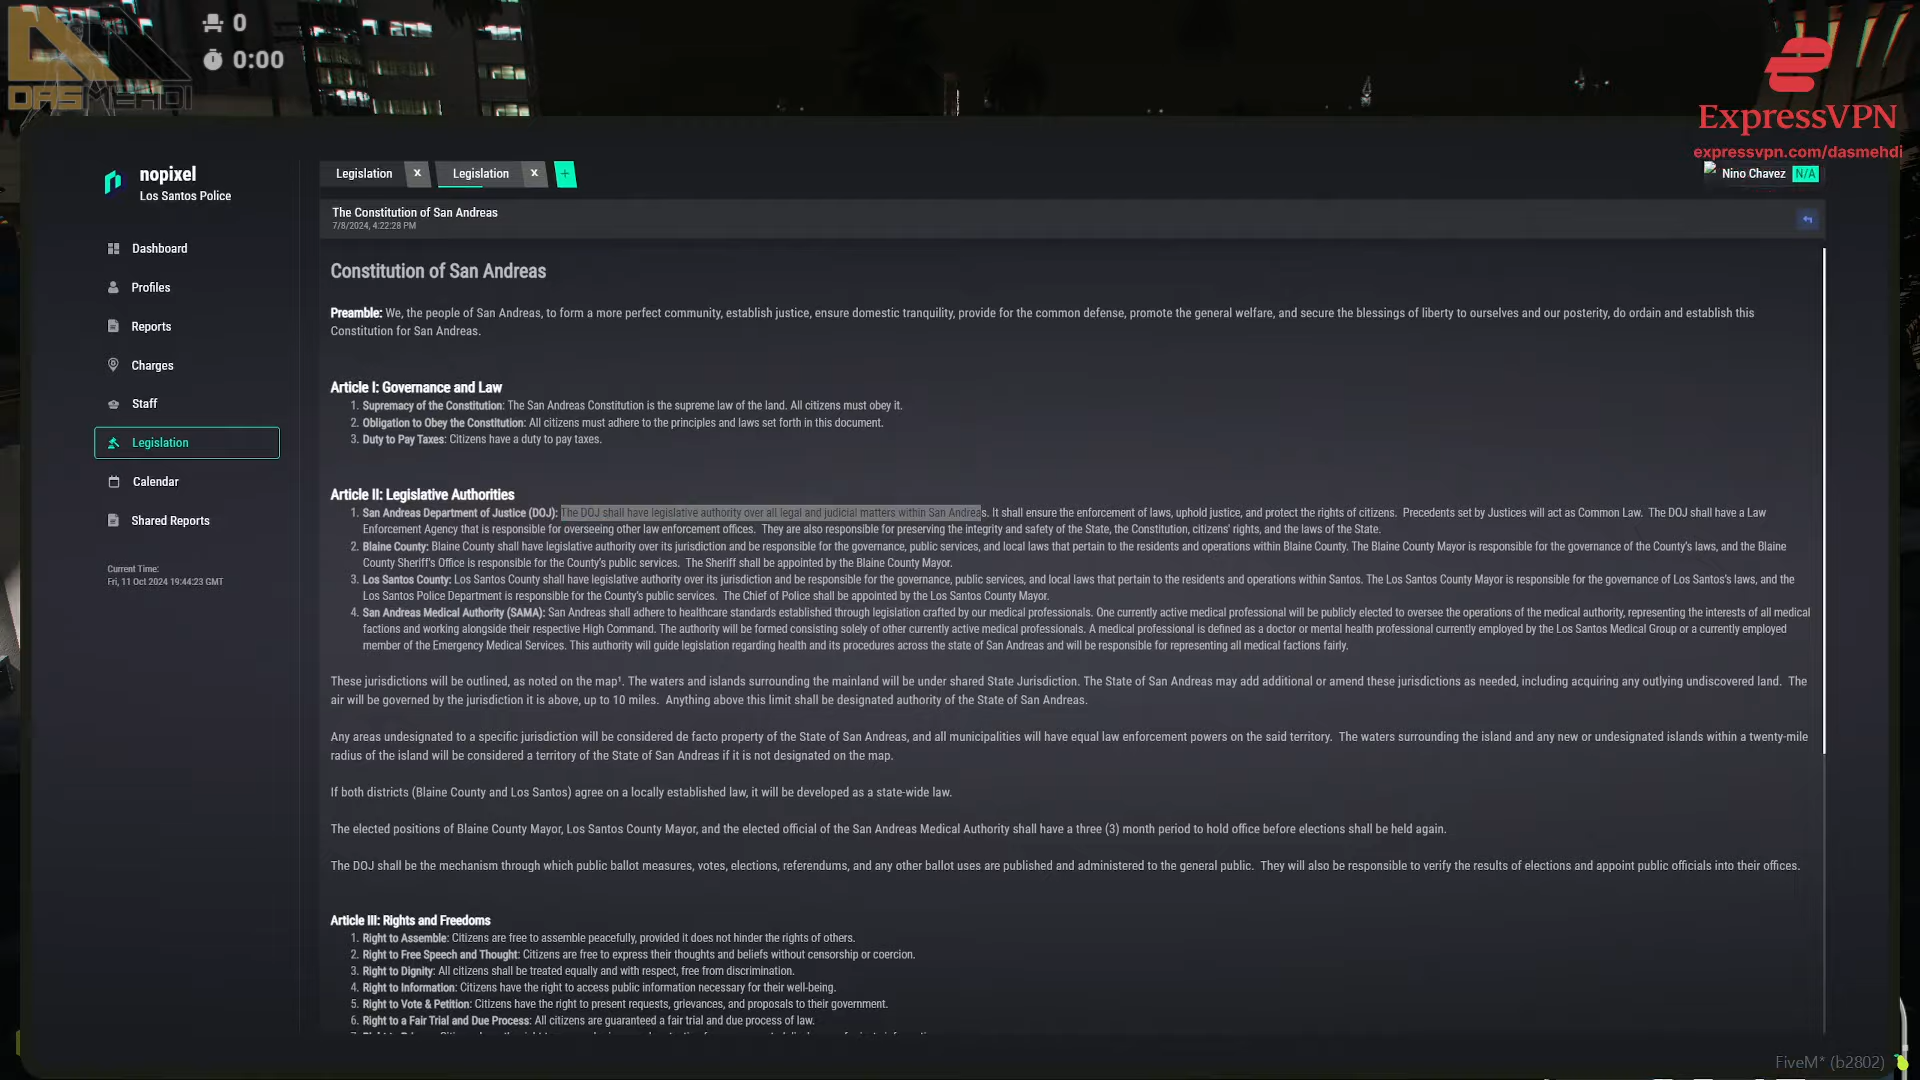 DASMEHDI
0
0:00
ExpressVPN
expressvpn.com/dasmehdi
nopixel
Los Santos Police
Legislation x
Legislation x
+
Nino Chavez N/A
The Constitution of San Andreas
7/8/2024, 4:22:28 PM
Dashboard
Profiles
Reports
Charges
Staff
Legislation
Calendar
Shared Reports
Current Time:
Fri, 11 Oct 2024 19:44:23 GMT
Constitution of San Andreas
Preamble: We, the people of San Andreas, to form a more perfect community, establish justice, ensure domestic tranquility, provide for the common defense, promote the general welfare, and secure the blessings of liberty to ourselves and our posterity, do ordain and establish this
Constitution for San Andreas.
Article I: Governance and Law
1. Supremacy of the Constitution: The San Andreas Constitution is the supreme law of the land. All citizens must obey it.
2. Obligation to Obey the Constitution: All citizens must adhere to the principles and laws set forth in this document.
3. Duty to Pay Taxes: Citizens have a duty to pay taxes.
Article II: Legislative Authorities
1. San Andreas Department of Justice (DOJ): The DOJ shall have legislative authority over all legal and judicial matters within San Andreas. It shall ensure the enforcement of laws, uphold justice, and protect the rights of citizens. Precedents set by Justices will act as Common Law. The DOJ shall have a Law
Enforcement Agency that is responsible for overseeing other law enforcement offices. They are also responsible for preserving the integrity and safety of the State, the Constitution, citizens' rights, and the laws of the State.
2. Blaine County: Blaine County shall have legislative authority over its jurisdiction and be responsible for the governance, public services, and local laws that pertain to the residents and operations within Blaine County. The Blaine County Mayor is responsible for the governance of the County's laws, and the Blaine
County Sheriff's Office is responsible for the County's public services. The Sheriff shall be appointed by the Blaine County Mayor.
3. Los Santos County: Los Santos County shall have legislative authority over its jurisdiction and be responsible for the governance, public services, and local laws that pertain to the residents and operations within Santos. The Los Santos County Mayor is responsible for the governance of Los Santos's laws, and the
Los Santos Police Department is responsible for the County's public services. The Chief of Police shall be appointed by the Los Santos County Mayor.
4. San Andreas Medical Authority (SAMA): San Andreas shall adhere to healthcare standards established through legislation crafted by our medical professionals. One currently active medical professional will be publicly elected to oversee the operations of the medical authority, representing the interests of all medical
factions and working alongside their respective High Command. The authority will be formed consisting solely of other currently active medical professionals. A medical professional is defined as a doctor or mental health professional currently employed by the Los Santos Medical Group or a currently employed
member of the Emergency Medical Services. This authority will guide legislation regarding health and its procedures across the state of San Andreas and will be responsible for representing all medical factions fairly.
These jurisdictions will be outlined, as noted on the map¹. The waters and islands surrounding the mainland will be under shared State Jurisdiction. The State of San Andreas may add additional or amend these jurisdictions as needed, including acquiring any outlying undiscovered land. The
air will be governed by the jurisdiction it is above, up to 10 miles. Anything above this limit shall be designated authority of the State of San Andreas.
Any areas undesignated to a specific jurisdiction will be considered de facto property of the State of San Andreas, and all municipalities will have equal law enforcement powers on the said territory. The waters surrounding the island and any new or undesignated islands within a twenty-mile
radius of the island will be considered a territory of the State of San Andreas if it is not designated on the map.
If both districts (Blaine County and Los Santos) agree on a locally established law, it will be developed as a state-wide law.
The elected positions of Blaine County Mayor, Los Santos County Mayor, and the elected official of the San Andreas Medical Authority shall have a three (3) month period to hold office before elections shall be held again.
The DOJ shall be the mechanism through which public ballot measures, votes, elections, referendums, and any other ballot uses are published and administered to the general public. They will also be responsible to verify the results of elections and appoint public officials into their offices.
Article III: Rights and Freedoms
1. Right to Assemble: Citizens are free to assemble peacefully, provided it does not hinder the rights of others.
2. Right to Free Speech and Thought: Citizens are free to express their thoughts and beliefs without censorship or coercion.
3. Right to Dignity: All citizens shall be treated equally and with respect, free from discrimination.
4. Right to Information: Citizens have the right to access public information necessary for their well-being.
5. Right to Vote & Petition: Citizens have the right to present requests, grievances, and proposals to their government.
6. Right to a Fair Trial and Due Process: All citizens are guaranteed a fair trial and due process of law.
FiveM* (b2802)